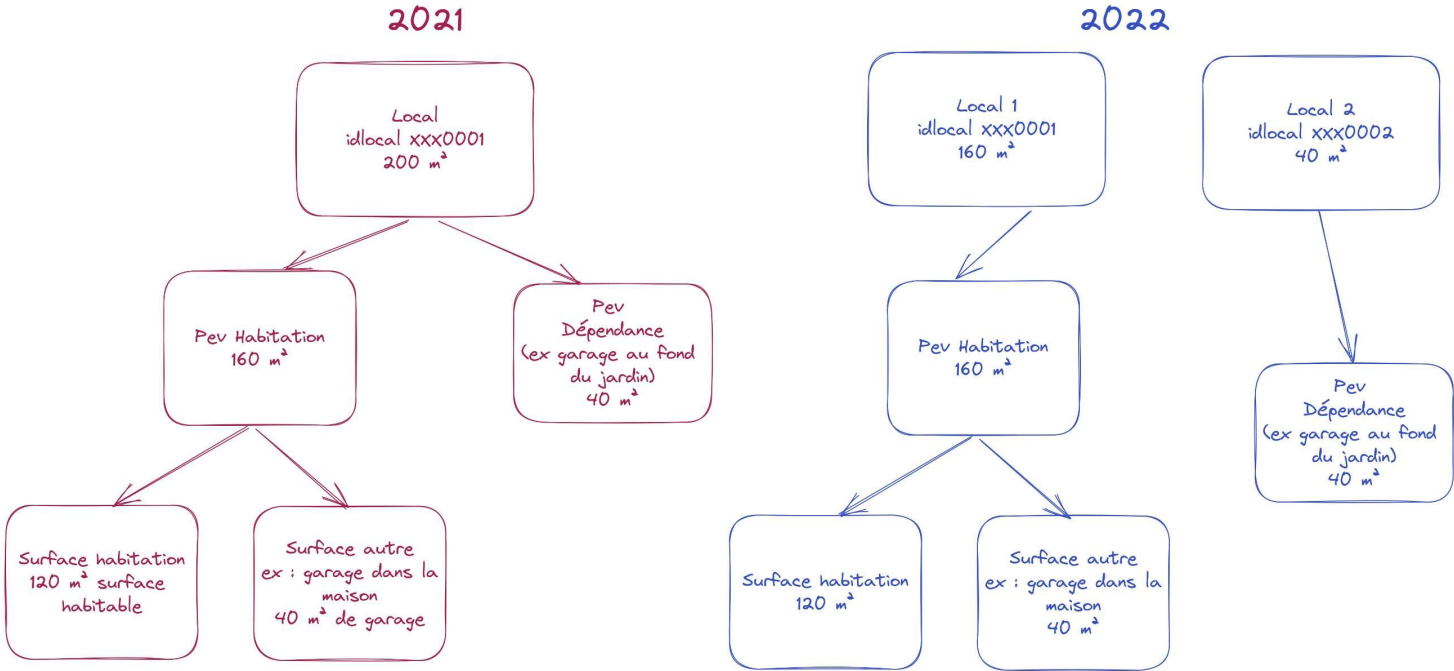 2021
Local
idlocal xxx0001
200 m²
Pev Habitation
160 m²
Pev
Dépendance
(ex garage au fond
du jardin)
40 m²
Surface habitation
120 m² surface
habitable
Surface autre
ex : garage dans la
maison
40 m² de garage
2022
Local 1
idlocal xxx0001
160 m²
Local 2
idlocal xxx0002
40 m²
Pev Habitation
160 m²
Pev
Dépendance
(ex garage au fond
du jardin)
40 m²
Surface habitation
120 m²
Surface autre
ex : garage dans la
maison
40 m²